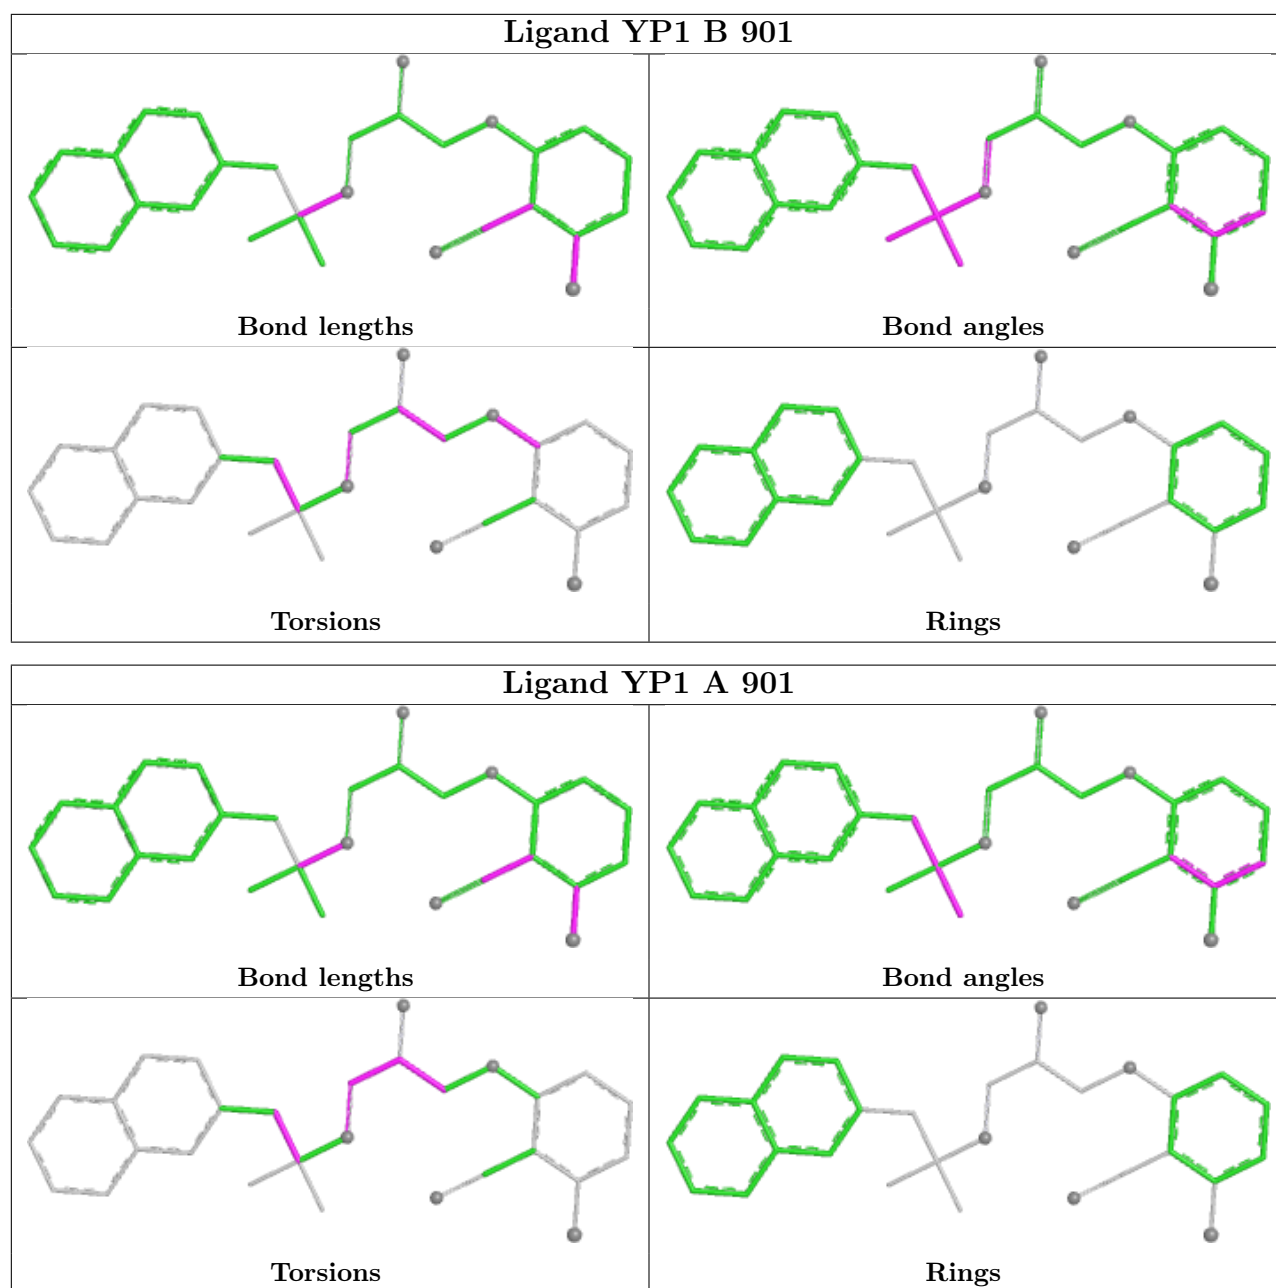 Ligand YP1 B 901
Bond lengths
Bond angles
Torsions
Rings
Ligand YP1 A 901
Bond lengths
Bond angles
Torsions
Rings